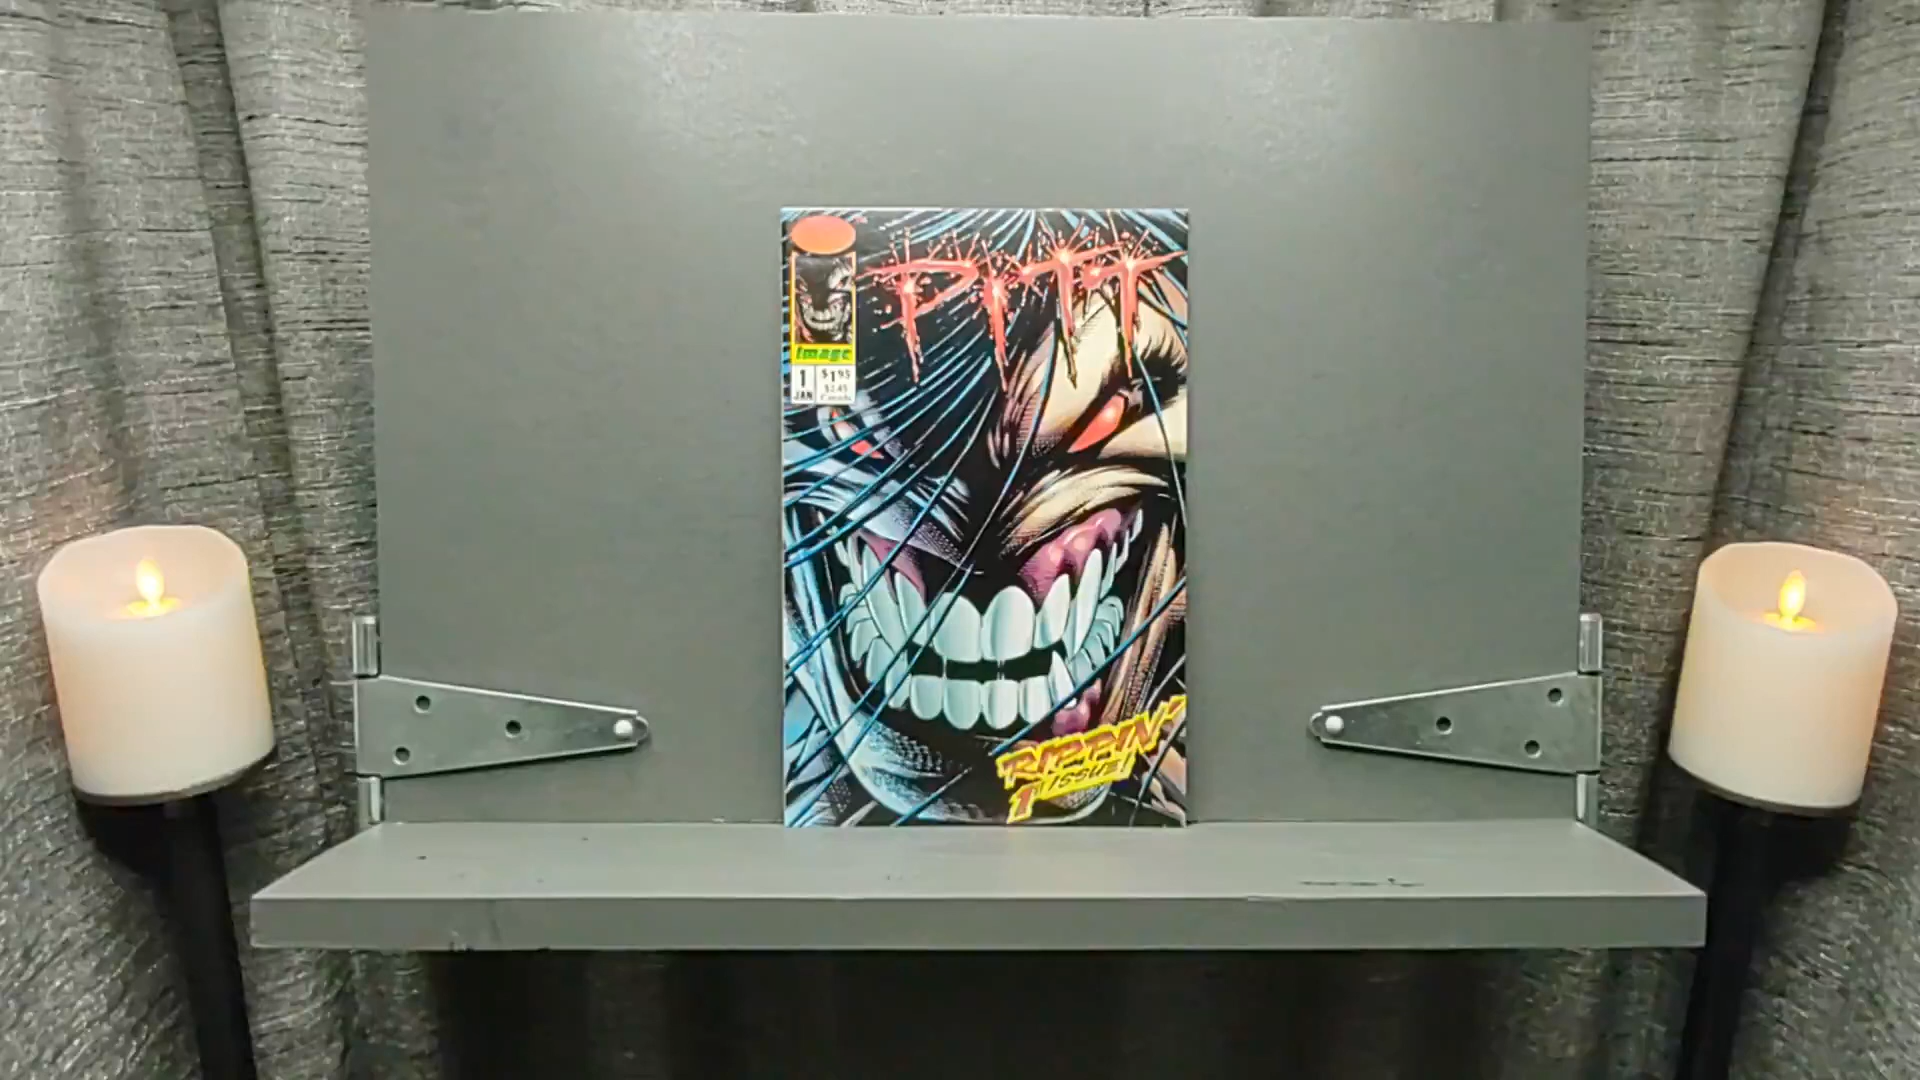 PITT
image
1
$1.95
$2.45
JAN
Canada
RIPPIN'
1ST ISSUE!